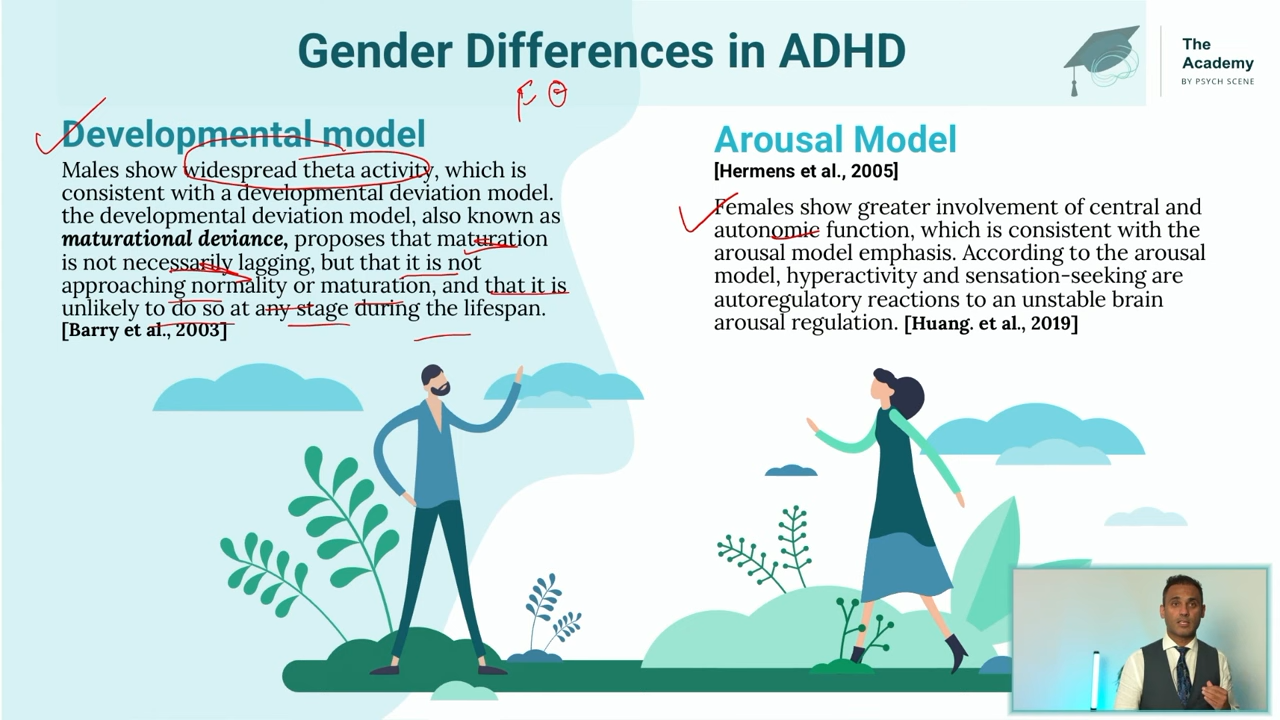 Gender Differences in ADHD
The
Academy
BY PSYCH SCENE
Developmental model
Males show widespread theta activity, which is
consistent with a developmental deviation model.
the developmental deviation model, also known as
maturational deviance, proposes that maturation
is not necessarily lagging, but that it is not
approaching normality or maturation, and that it is
unlikely to do so at any stage during the lifespan.
[Barry et al., 2003]
Arousal Model
[Hermens et al., 2005]
Females show greater involvement of central and
autonomic function, which is consistent with the
arousal model emphasis. According to the arousal
model, hyperactivity and sensation-seeking are
autoregulatory reactions to an unstable brain
arousal regulation. [Huang. et al., 2019]